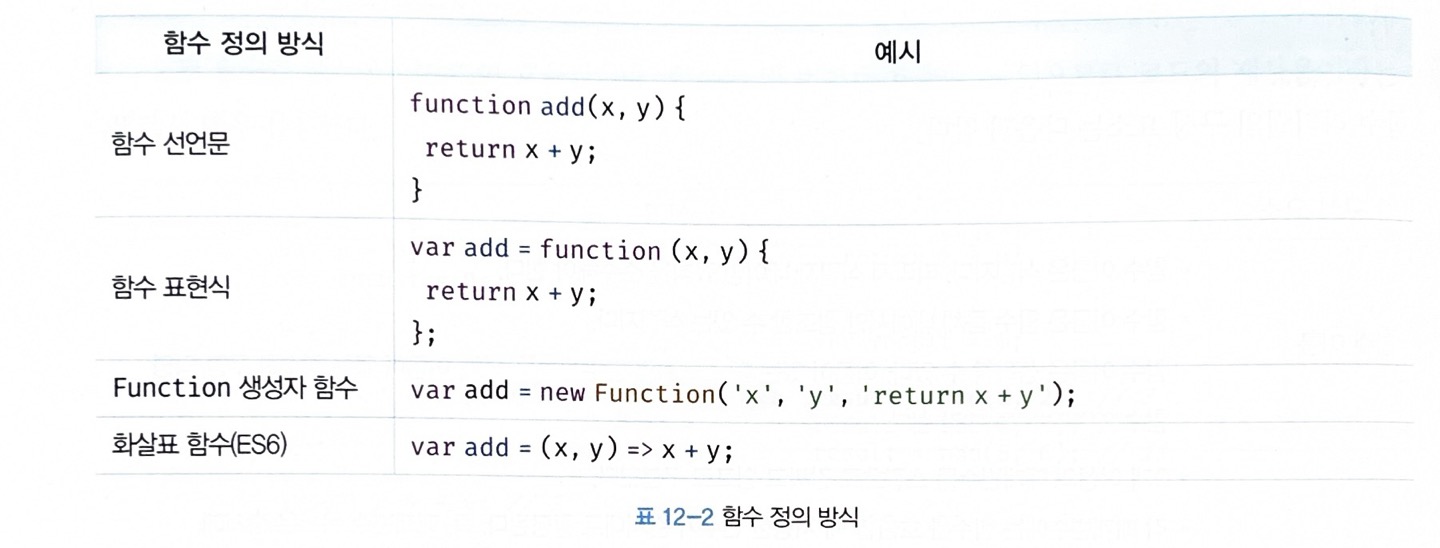 함수 정의 방식 예시
함수 선언문
function add(x, y) {
 return x + y;
}
함수 표현식
var add = function (x, y) {
 return x + y;
};
Function 생성자 함수 var add = new Function('x', 'y', 'return x + y');
화살표 함수(ES6) var add = (x, y) => x + y;
표 12-2 함수 정의 방식